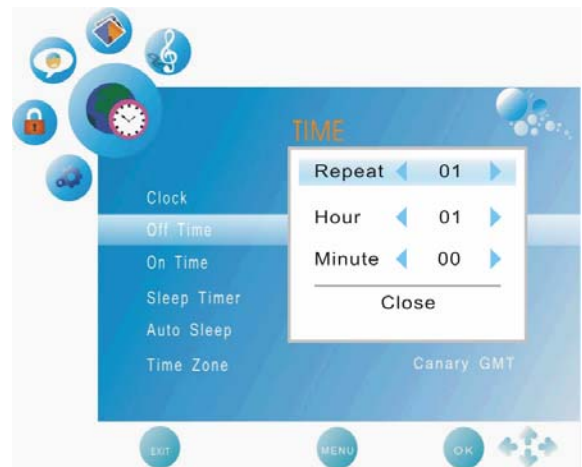 TIME
Clock
Off Time
On Time
Sleep Timer
Auto Sleep
Time Zone Canary GMT
Repeat 01
Hour 01
Minute 00
Close
EXIT MENU OK